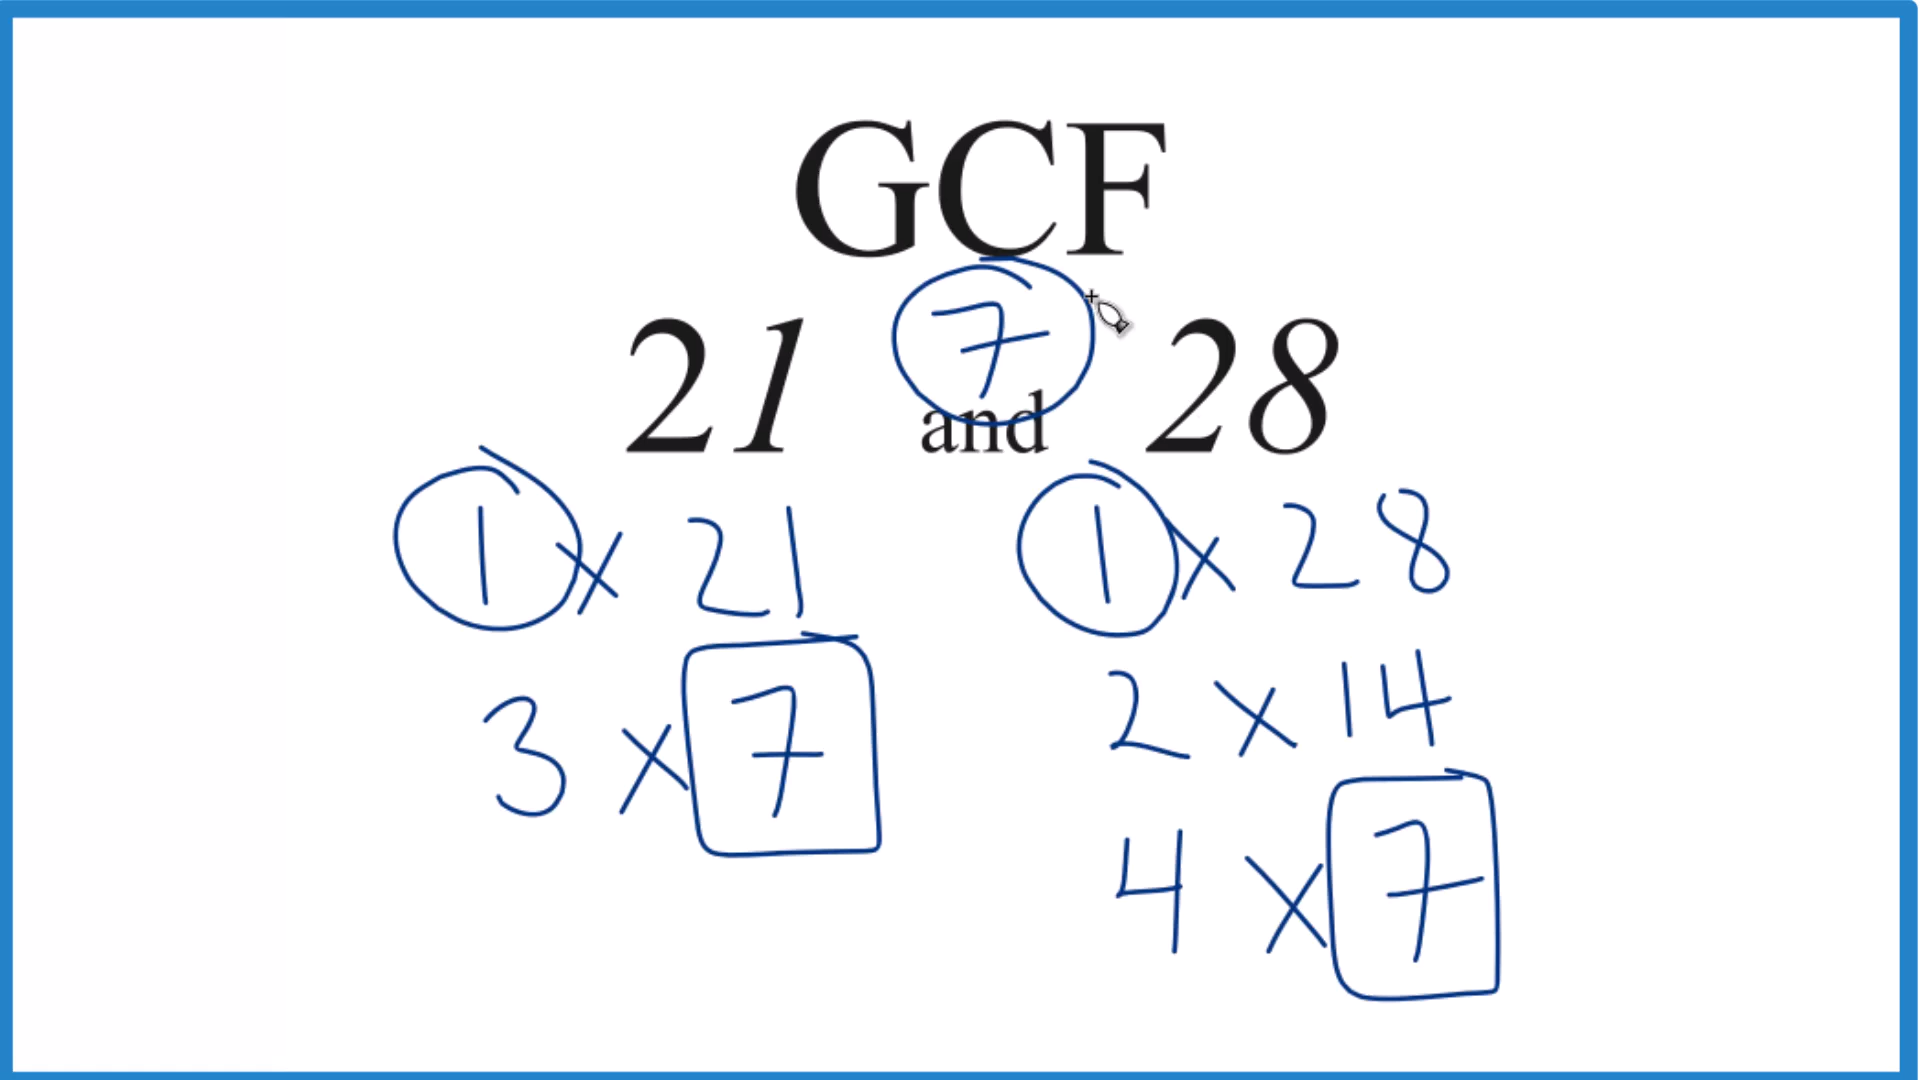 GCF
21 7 28
and
1 x 21 1 x 28
3 x 7 2 x 14
4 x 7